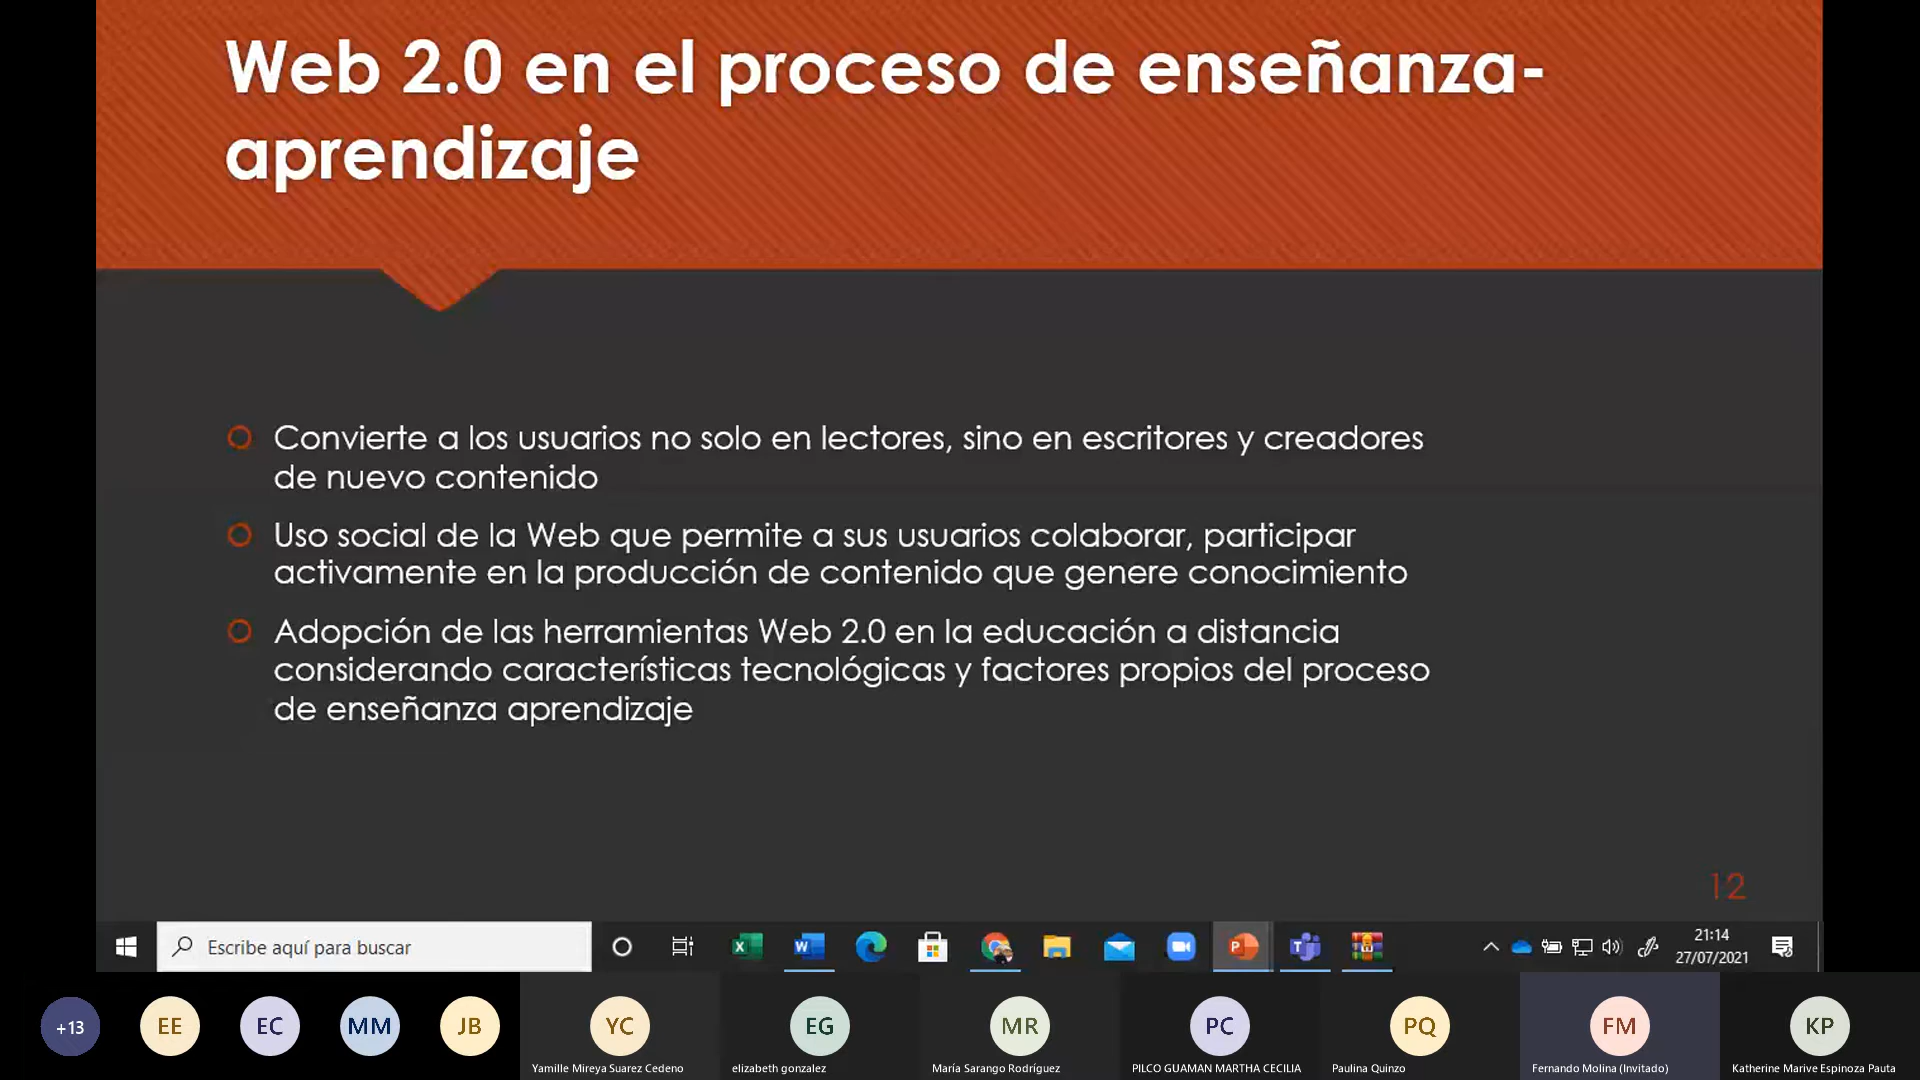 Web 2.0 en el proceso de enseñanza-
aprendizaje
Convierte a los usuarios no solo en lectores, sino en escritores y creadores
de nuevo contenido
Uso social de la Web que permite a sus usuarios colaborar, participar
activamente en la producción de contenido que genere conocimiento
Adopción de las herramientas Web 2.0 en la educación a distancia
considerando características tecnológicas y factores propios del proceso
de enseñanza aprendizaje
12
Escribe aquí para buscar
21:14
27/07/2021
+13
EE
EC
MM
JB
YC
EG
MR
PC
PQ
FM
KP
Yamille Mireya Suarez Cedeno
elizabeth gonzalez
María Sarango Rodríguez
PILCO GUAMAN MARTHA CECILIA
Paulina Quinzo
Fernando Molina (Invitado)
Katherine Marive Espinoza Pauta